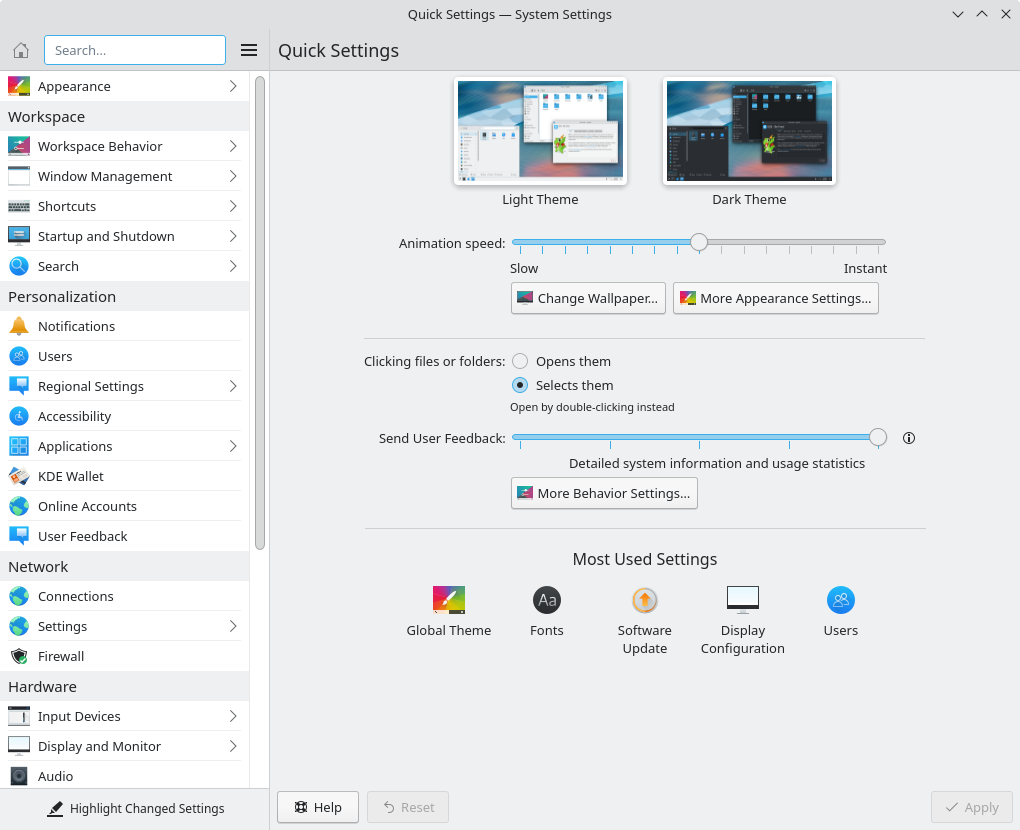 Quick Settings — System Settings
Search...
Quick Settings
Appearance
Workspace
Workspace Behavior
Window Management
Shortcuts
Startup and Shutdown
Search
Personalization
Notifications
Users
Regional Settings
Accessibility
Applications
KDE Wallet
Online Accounts
User Feedback
Network
Connections
Settings
Firewall
Hardware
Input Devices
Display and Monitor
Audio
Highlight Changed Settings
Light Theme
Dark Theme
Animation speed:
Slow
Instant
Change Wallpaper...
More Appearance Settings...
Clicking files or folders:
Opens them
Selects them
Open by double-clicking instead
Send User Feedback:
Detailed system information and usage statistics
More Behavior Settings...
Most Used Settings
Global Theme
Aa
Fonts
Software
Update
Display
Configuration
Users
Help
Reset
Apply